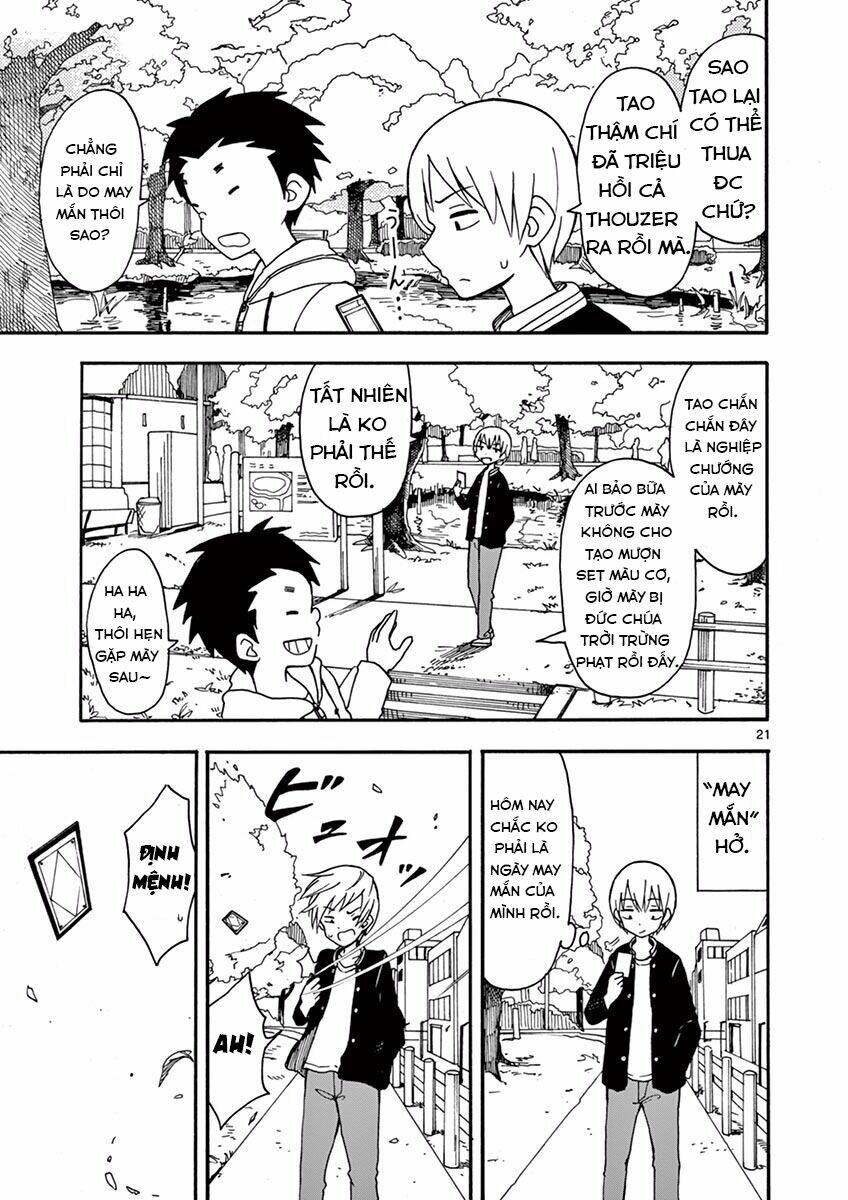 SAO
TAO LẠI
CÓ THỂ
THUA
ĐC
CHỨ?
TAO
THẬM CHÍ
ĐÃ TRIỆU
HỒI CẢ
THOUZER
RA RỒI MÀ.
う〜ん…
CHẲNG
PHẢI CHỈ
LÀ DO MAY
MẮN THÔI
SAO?
TAO CHẮN
CHẮN ĐÂY
LÀ NGHIỆP
CHƯỚNG
CỦA MÀY
RỒI.
AI BẢO BỮA
TRƯỚC MÀY
KHÔNG CHO
TẠO MƯỢN
SET MÀU CƠ,
GIỜ MÀY BỊ
ĐỨC CHÚA
TRỜI TRỪNG
PHẠT RỒI ĐẤY.
TẤT NHIÊN
LÀ KO
PHẢI THẾ
RỒI.
HA HA
HA,
THÔI HẸN
GẶP MÀY
SAU~
21
“MAY
MẮN”
HỞ.
HÔM NAY
CHẮC KO
PHẢI LÀ
NGÀY MAY
MẮN CỦA
MÌNH RỒI.
ビュッ
AH!
ĐỊNH
MỆNH!